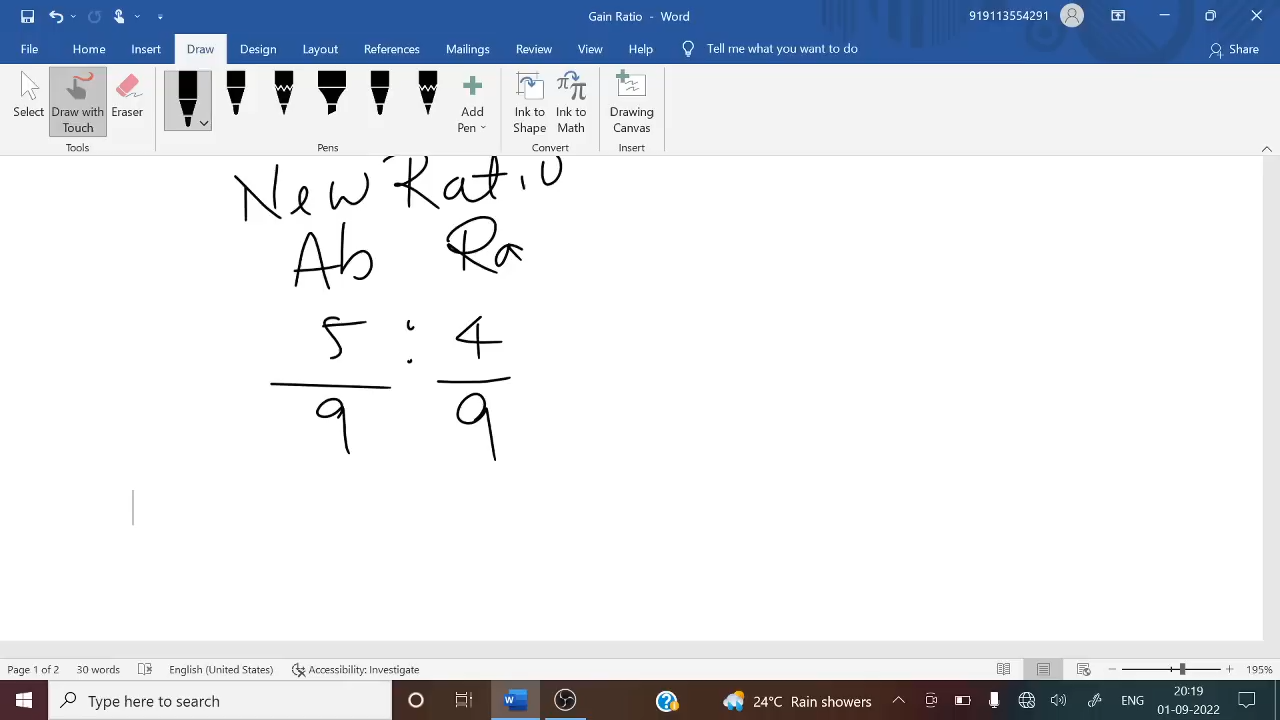 Gain Ratio - Word
919113554291
File Home Insert Draw Design Layout References Mailings Review View Help Tell me what you want to do Share
Select
Draw with Touch
Eraser
Add Pen
Ink to Shape
Ink to Math
Drawing Canvas
Tools
Pens
Convert
Insert
New Ratio
Ab Ra
5 : 4
9 9
Page 1 of 2 30 words English (United States) Accessibility: Investigate 195%
Type here to search
24°C Rain showers
ENG
20:19
01-09-2022